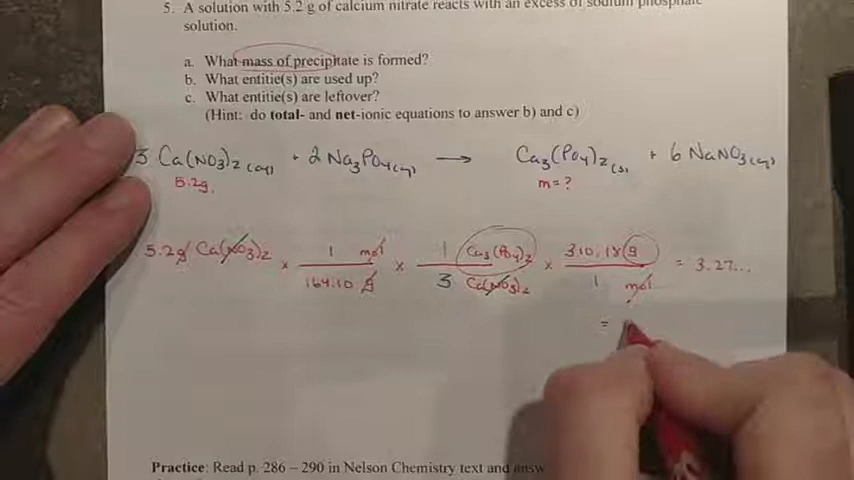 5. A solution with 5.2 g of calcium nitrate reacts with an excess of sodium phosphate
solution.
a. What mass of precipitate is formed?
b. What entitie(s) are used up?
c. What entitie(s) are leftover?
(Hint: do total- and net-ionic equations to answer b) and c)
3 Ca(NO3)2 (aq) + 2 Na3PO4(aq) → Ca3(PO4)2(s) + 6 NaNO3(aq)
5.2g m=?
5.2g Ca(NO3)2 x 1 mol / 164.10 g x 1 Ca3(PO4)2 / 3 Ca(NO3)2 x 310.18 g / 1 mol = 3.27...
=
Practice: Read p. 286 – 290 in Nelson Chemistry text and